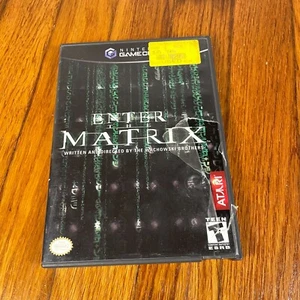 NINTENDO
GAMECUBE
ENTER
THE
MATRIX
WRITTEN AND DIRECTED BY THE WACHOWSKI BROTHERS
ATARI
TEEN
T
ESRB